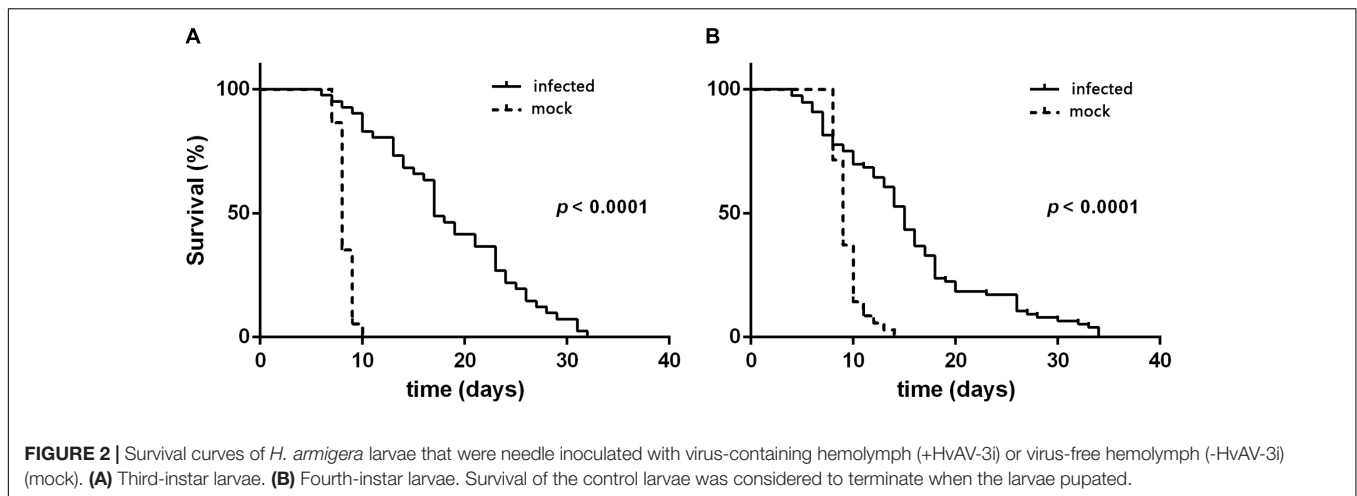 A
B
100
50
0
Survival (%)
infected
mock
p < 0.0001
0 10 20 30 40
time (days)
100
50
0
infected
mock
p < 0.0001
0 10 20 30 40
time (days)
FIGURE 2 | Survival curves of H. armigera larvae that were needle inoculated with virus-containing hemolymph (+HvAV-3i) or virus-free hemolymph (-HvAV-3i)
(mock). (A) Third-instar larvae. (B) Fourth-instar larvae. Survival of the control larvae was considered to terminate when the larvae pupated.